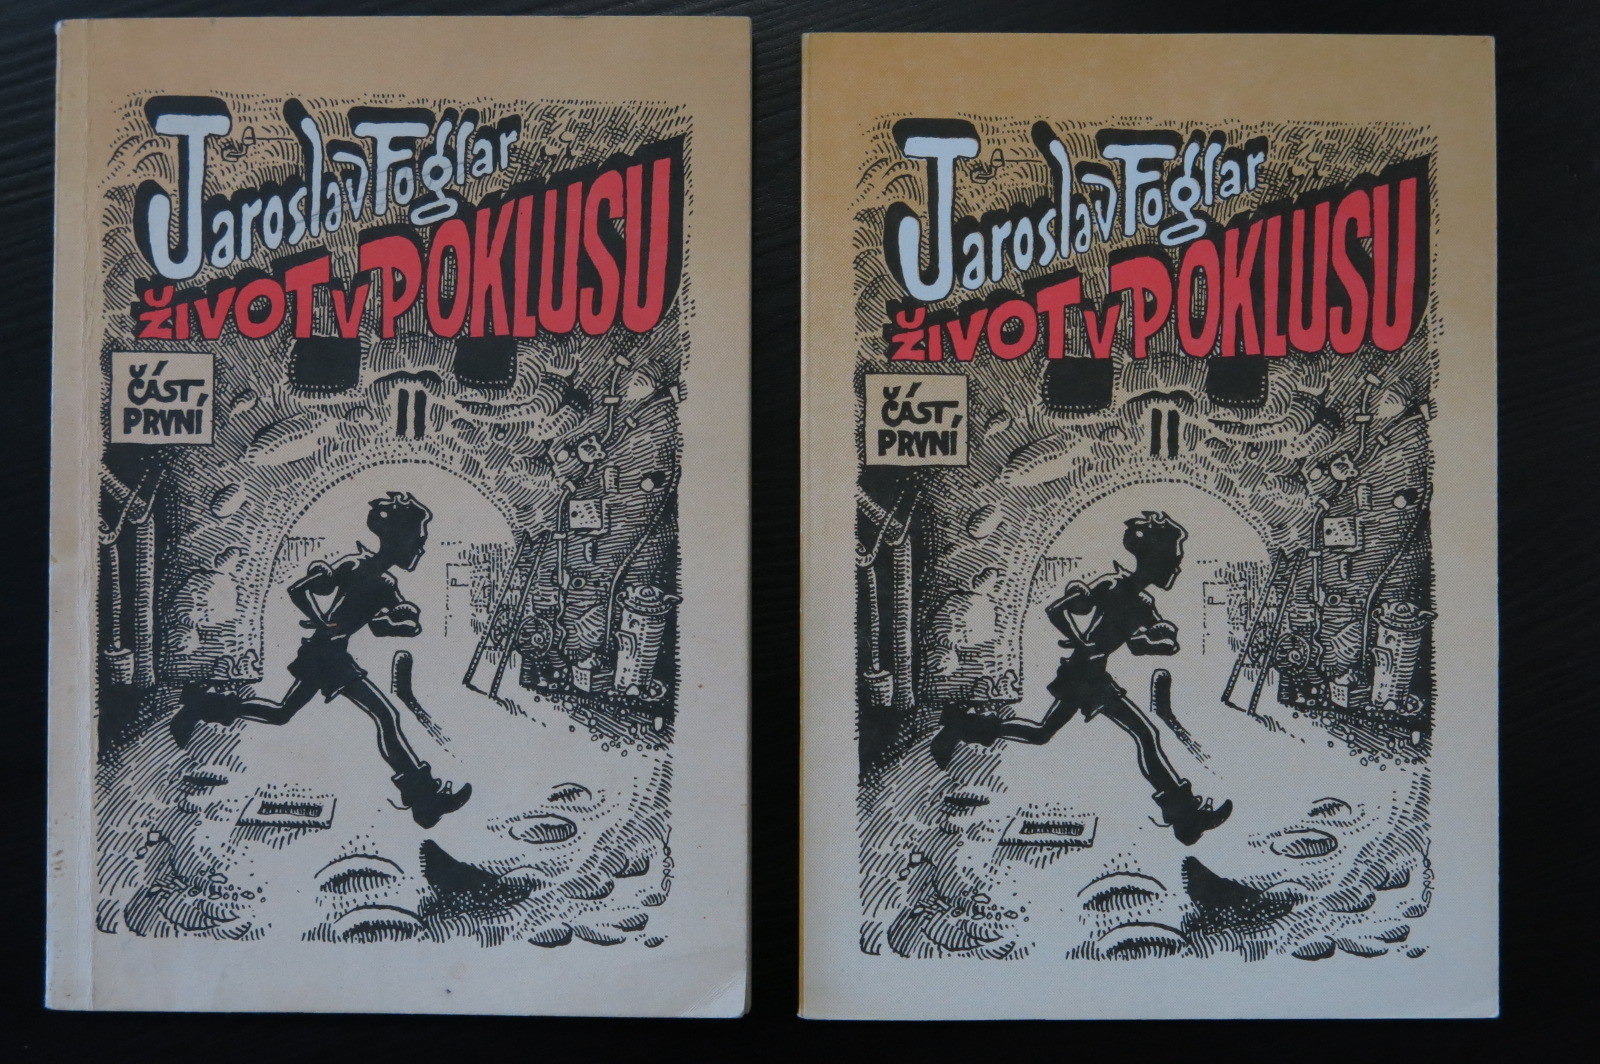 Jaroslav Foglar
ŽIVOT V POKLUSU
ČÁST
PRVNÍ
Jaroslav Foglar
ŽIVOT V POKLUSU
ČÁST
PRVNÍ